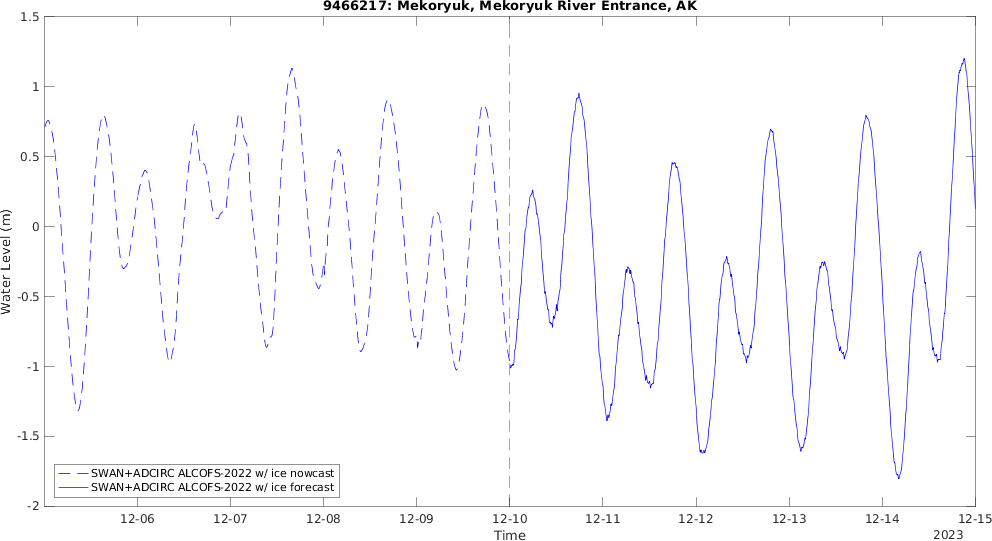 9466217: Mekoryuk, Mekoryuk River Entrance, AK
1.5
1
0.5
0
-0.5
-1
-1.5
-2
Water Level (m)
SWAN+ADCIRC ALCOFS-2022 w/ ice nowcast
SWAN+ADCIRC ALCOFS-2022 w/ ice forecast
12-06 12-07 12-08 12-09 12-10 12-11 12-12 12-13 12-14 12-15
Time
2023